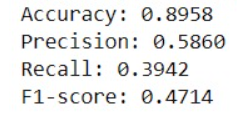 Accuracy: 0.8958
Precision: 0.5860
Recall: 0.3942
F1-score: 0.4714